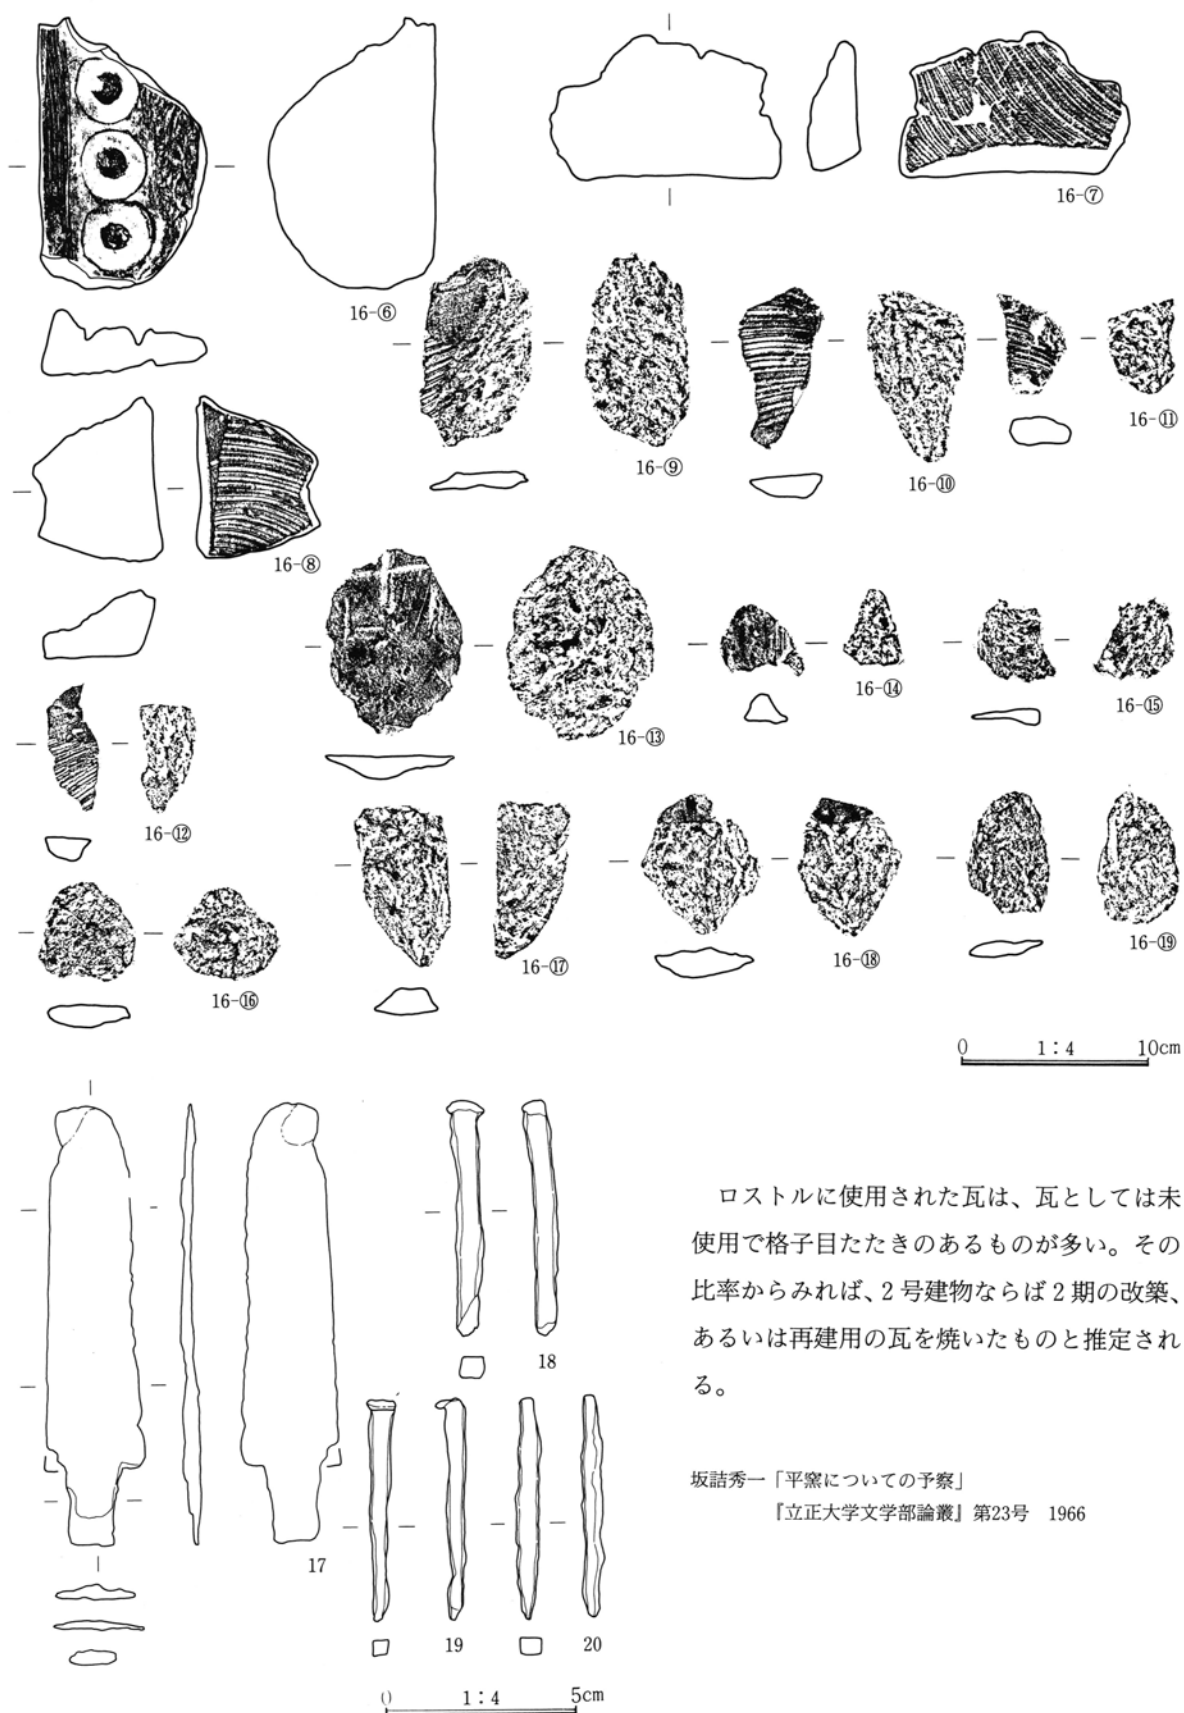 16-⑥
16-⑦
16-⑧
16-⑨
16-⑩
16-⑪
16-⑫
16-⑬
16-⑭
16-⑮
16-⑯
16-⑰
16-⑱
16-⑲
0 1:4 10cm
17
18
19
20
0 1:4 5cm
ロストルに使用された瓦は、瓦としては未
使用で格子目たたきのあるものが多い。その
比率からみれば、2号建物ならば2期の改築、
あるいは再建用の瓦を焼いたものと推定され
る。
坂詰秀一「平窯についての予察」
『立正大学文学部論叢』第23号 1966